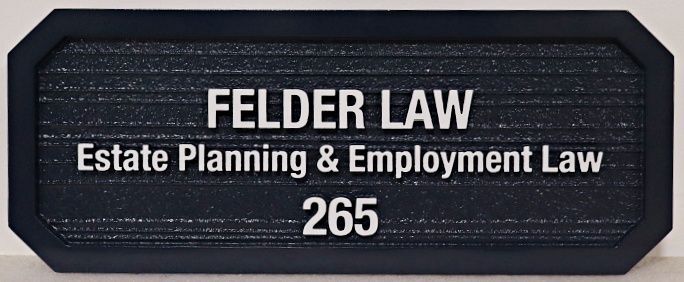 FELDER LAW
Estate Planning & Employment Law
265